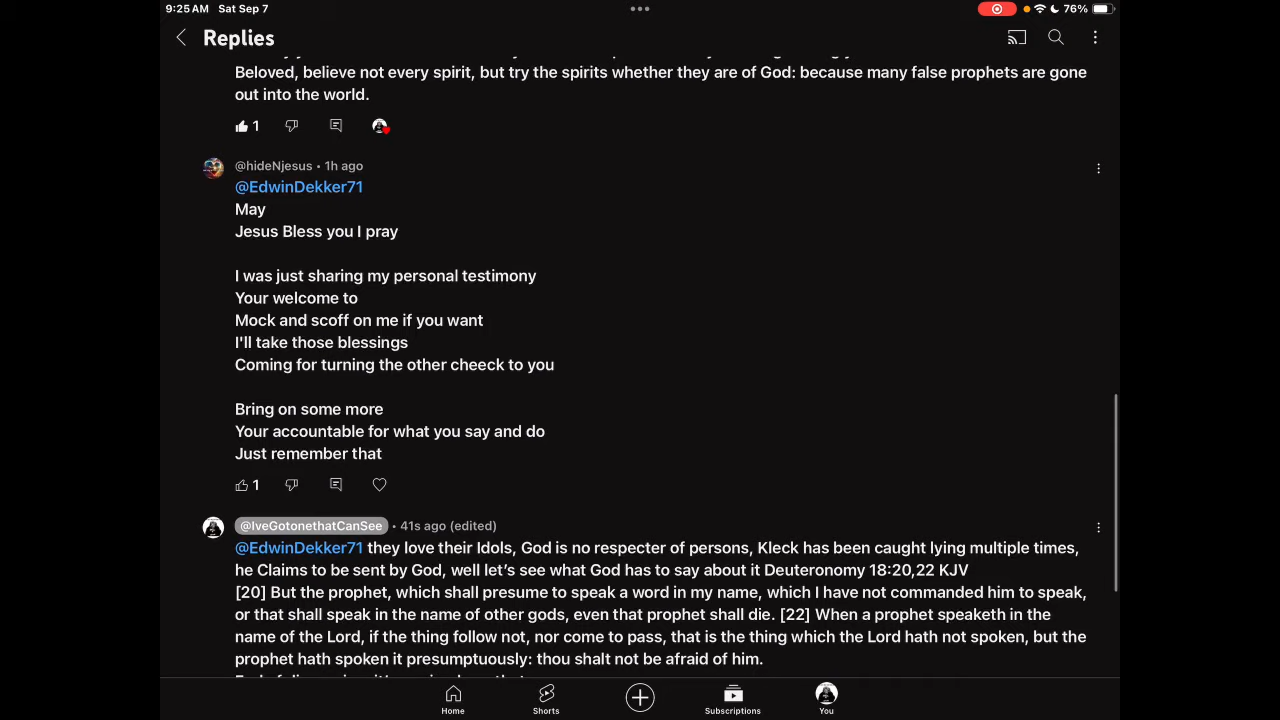 9:25 AM Sat Sep 7
76%
Replies
Beloved, believe not every spirit, but try the spirits whether they are of God: because many false prophets are gone
out into the world.
1
@hideNjesus • 1h ago
@EdwinDekker71
May
Jesus Bless you I pray
I was just sharing my personal testimony
Your welcome to
Mock and scoff on me if you want
I'll take those blessings
Coming for turning the other cheeck to you
Bring on some more
Your accountable for what you say and do
Just remember that
1
@IveGotonethatCanSee • 41s ago (edited)
@EdwinDekker71 they love their Idols, God is no respecter of persons, Kleck has been caught lying multiple times,
he Claims to be sent by God, well let's see what God has to say about it Deuteronomy 18:20,22 KJV
[20] But the prophet, which shall presume to speak a word in my name, which I have not commanded him to speak,
or that shall speak in the name of other gods, even that prophet shall die. [22] When a prophet speaketh in the
name of the Lord, if the thing follow not, nor come to pass, that is the thing which the Lord hath not spoken, but the
prophet hath spoken it presumptuously: thou shalt not be afraid of him.
Home
Shorts
Subscriptions
You